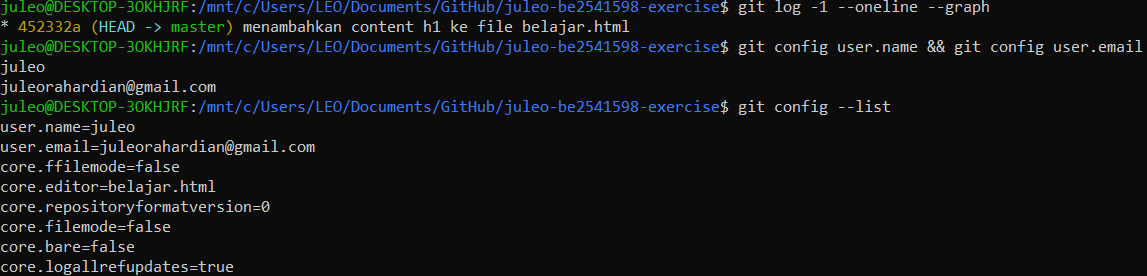 juleo@DESKTOP-3OKHJRF:/mnt/c/Users/LEO/Documents/GitHub/juleo-be2541598-exercise$ git log -1 --oneline --graph
* 452332a (HEAD -> master) menambahkan content h1 ke file belajar.html
juleo@DESKTOP-3OKHJRF:/mnt/c/Users/LEO/Documents/GitHub/juleo-be2541598-exercise$ git config user.name && git config user.email
juleo
juleorahardian@gmail.com
juleo@DESKTOP-3OKHJRF:/mnt/c/Users/LEO/Documents/GitHub/juleo-be2541598-exercise$ git config --list
user.name=juleo
user.email=juleorahardian@gmail.com
core.ffilemode=false
core.editor=belajar.html
core.repositoryformatversion=0
core.filemode=false
core.bare=false
core.logallrefupdates=true